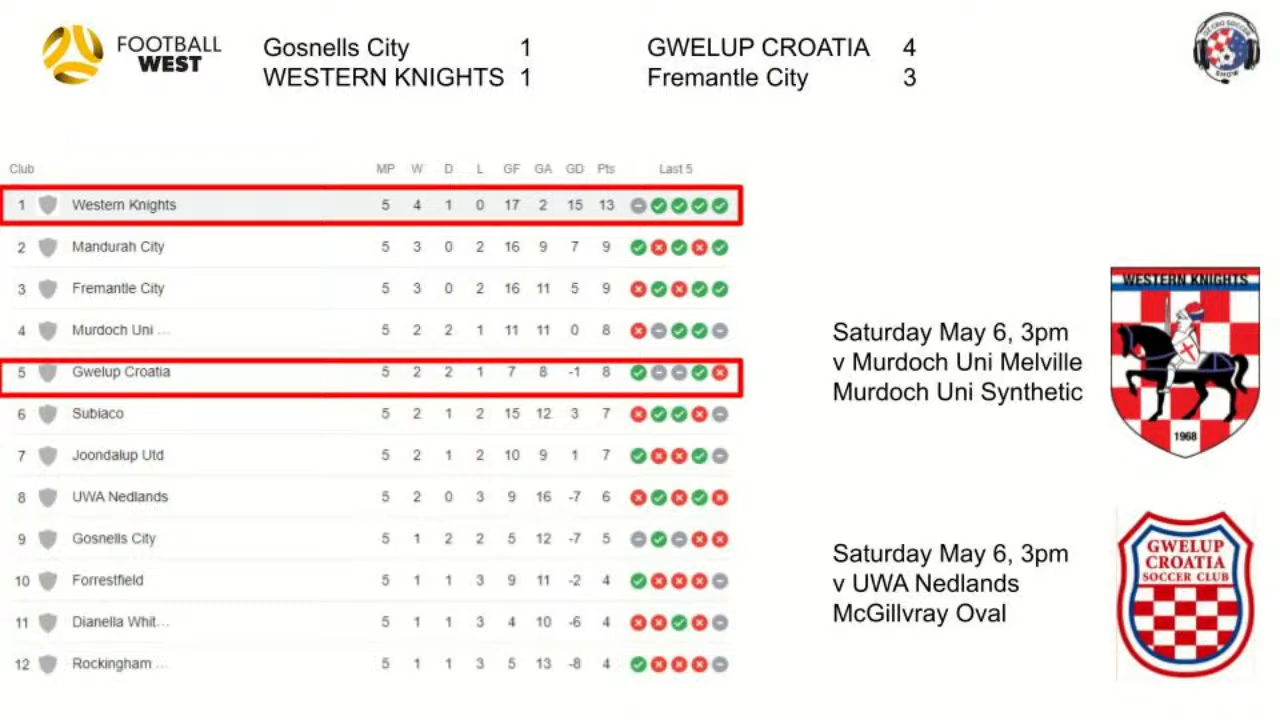 FOOTBALL
WEST
Gosnells City 1
WESTERN KNIGHTS 1
GWELUP CROATIA 4
Fremantle City 3
OZ CRO SOCCER
SHOW
Club MP W D L GF GA GD Pts Last 5
1 Western Knights 5 4 1 0 17 2 15 13
2 Mandurah City 5 3 0 2 16 9 7 9
3 Fremantle City 5 3 0 2 16 11 5 9
4 Murdoch Uni ... 5 2 2 1 11 11 0 8
5 Gwelup Croatia 5 2 2 1 7 8 -1 8
6 Subiaco 5 2 1 2 15 12 3 7
7 Joondalup Utd 5 2 1 2 10 9 1 7
8 UWA Nedlands 5 2 0 3 9 16 -7 6
9 Gosnells City 5 1 2 2 5 12 -7 5
10 Forrestfield 5 1 1 3 9 11 -2 4
11 Dianella Whit... 5 1 1 3 4 10 -6 4
12 Rockingham ... 5 1 1 3 5 13 -8 4
Saturday May 6, 3pm
v Murdoch Uni Melville
Murdoch Uni Synthetic
WESTERN KNIGHTS
1968
Saturday May 6, 3pm
v UWA Nedlands
McGillvray Oval
GWELUP
CROATIA
SOCCER CLUB